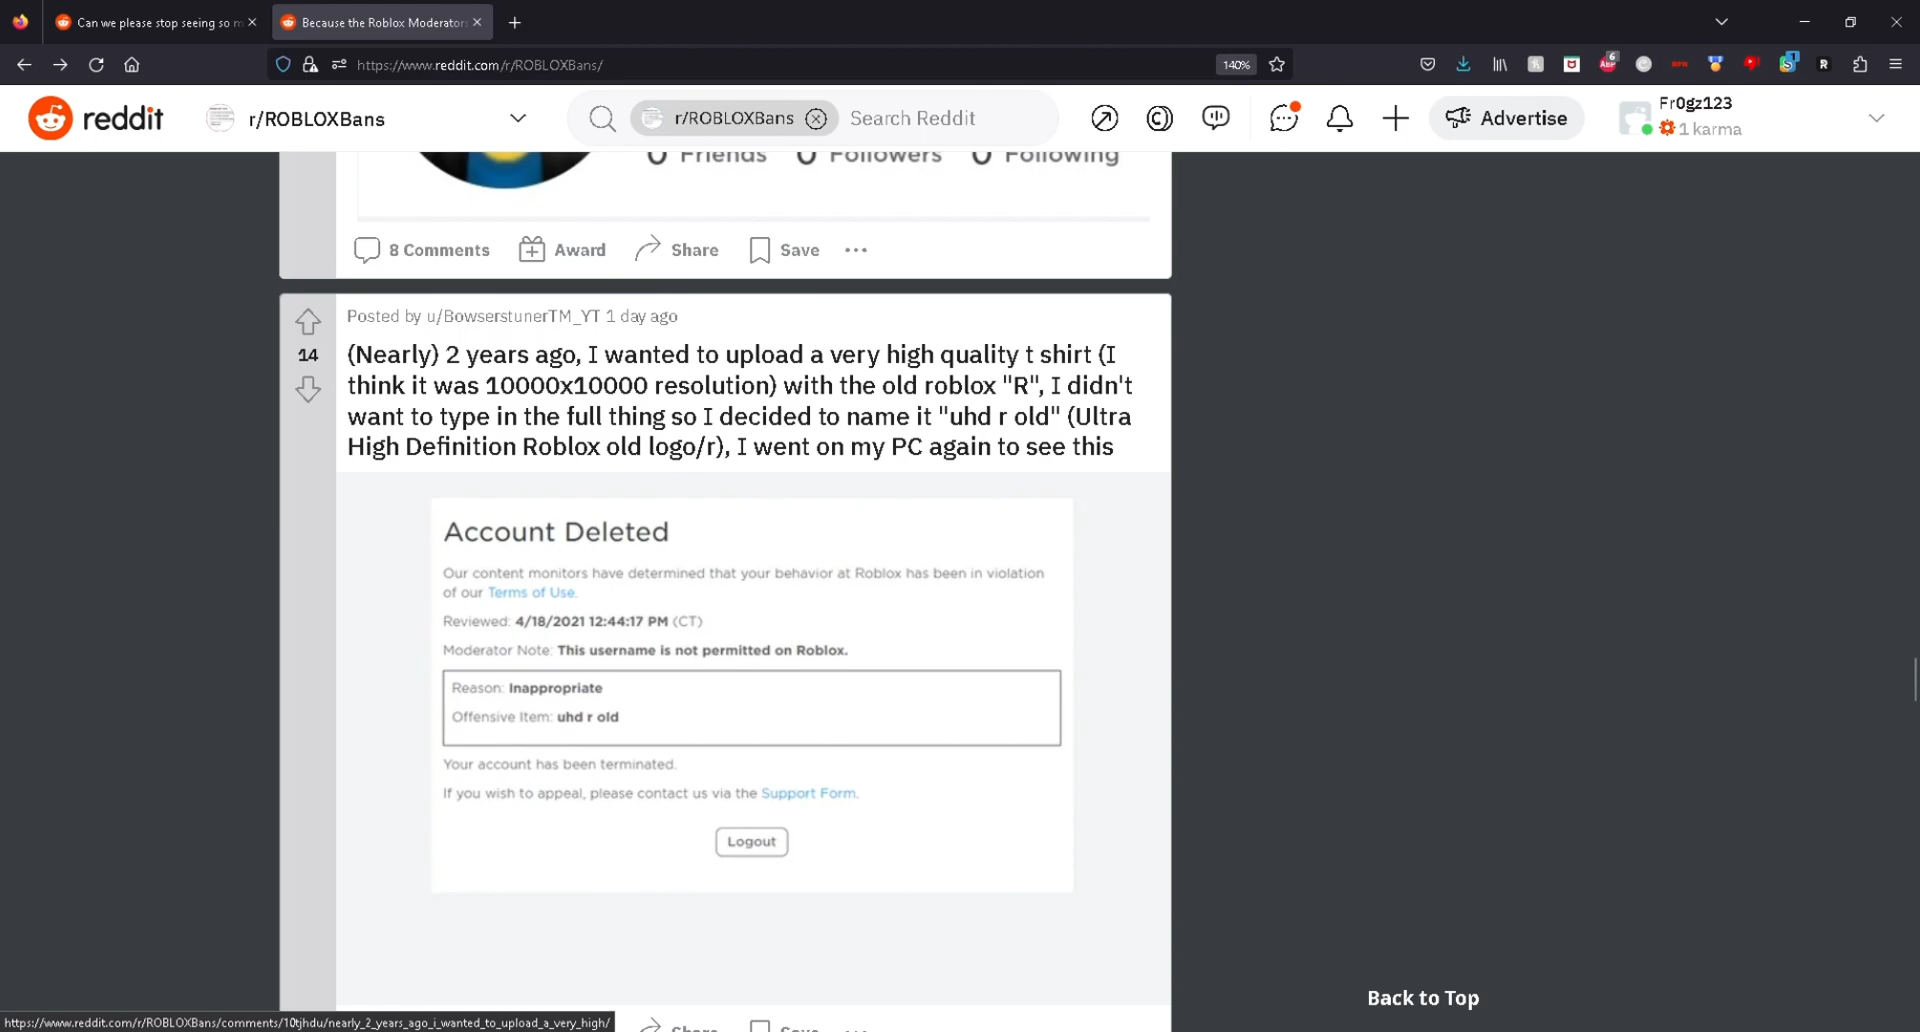 Can we please stop seeing so m
Because the Roblox Moderators
https://www.reddit.com/r/ROBLOXBans/
140%
6
1
reddit
r/ROBLOXBans
r/ROBLOXBans
Search Reddit
Advertise
Fr0gz123
1 karma
0 Friends 0 Followers 0 Following
8 Comments
Award
Share
Save
Posted by u/BowserstunerTM_YT 1 day ago
14
(Nearly) 2 years ago, I wanted to upload a very high quality t shirt (I
think it was 10000x10000 resolution) with the old roblox "R", I didn't
want to type in the full thing so I decided to name it "uhd r old" (Ultra
High Definition Roblox old logo/r), I went on my PC again to see this
Account Deleted
Our content monitors have determined that your behavior at Roblox has been in violation
of our Terms of Use.
Reviewed: 4/18/2021 12:44:17 PM (CT)
Moderator Note: This username is not permitted on Roblox.
Reason: Inappropriate
Offensive Item: uhd r old
Your account has been terminated.
If you wish to appeal, please contact us via the Support Form.
Logout
Back to Top
https://www.reddit.com/r/ROBLOXBans/comments/10tjhdu/nearly_2_years_ago_i_wanted_to_upload_a_very_high/
Share
Save